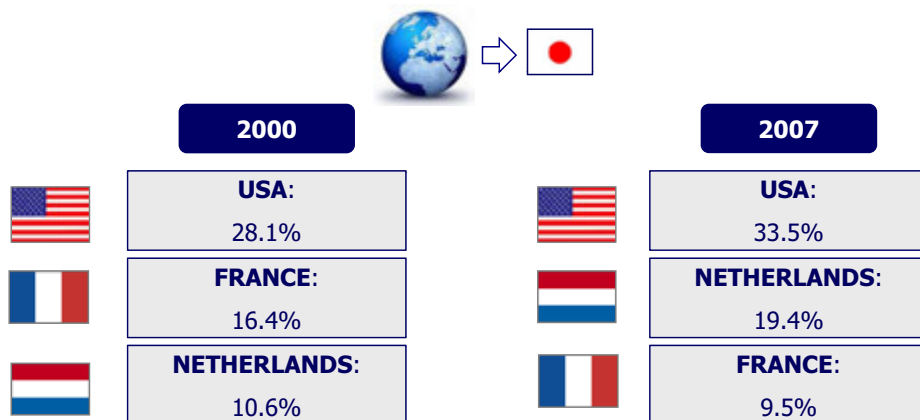 2000
USA:
28.1%
FRANCE:
16.4%
NETHERLANDS:
10.6%
2007
USA:
33.5%
NETHERLANDS:
19.4%
FRANCE:
9.5%